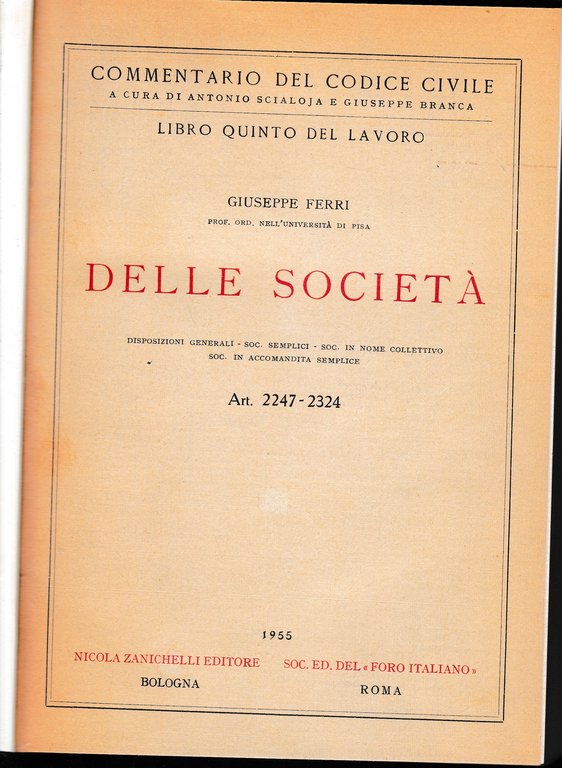 COMMENTARIO DEL CODICE CIVILE
A CURA DI ANTONIO SCIALOJA E GIUSEPPE BRANCA
LIBRO QUINTO DEL LAVORO
GIUSEPPE FERRI
PROF. ORD. NELL'UNIVERSITÀ DI PISA
DELLE SOCIETÀ
DISPOSIZIONI GENERALI - SOC. SEMPLICI - SOC. IN NOME COLLETTIVO
SOC. IN ACCOMANDITA SEMPLICE
Art. 2247-2324
1955
NICOLA ZANICHELLI EDITORE SOC. ED. DEL «FORO ITALIANO»
BOLOGNA ROMA